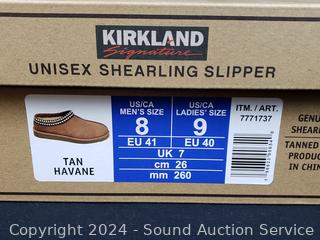 KIRKLAND
Signature
UNISEX SHEARLING SLIPPER
TAN
HAVANE
US/CA
MEN'S SIZE
8
EU 41
US/CA
LADIES' SIZE
9
EU 40
UK 7
cm 26
mm 260
ITM. / ART.
7771737
GENU
SHEARL
TANNED
PRODUC
IN CHIN
Copyright 2024 - Sound Auction Service